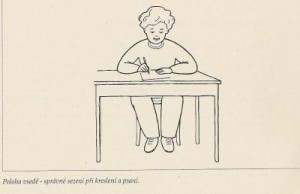 Poloha vsedě - správné sezení při kreslení a psaní.